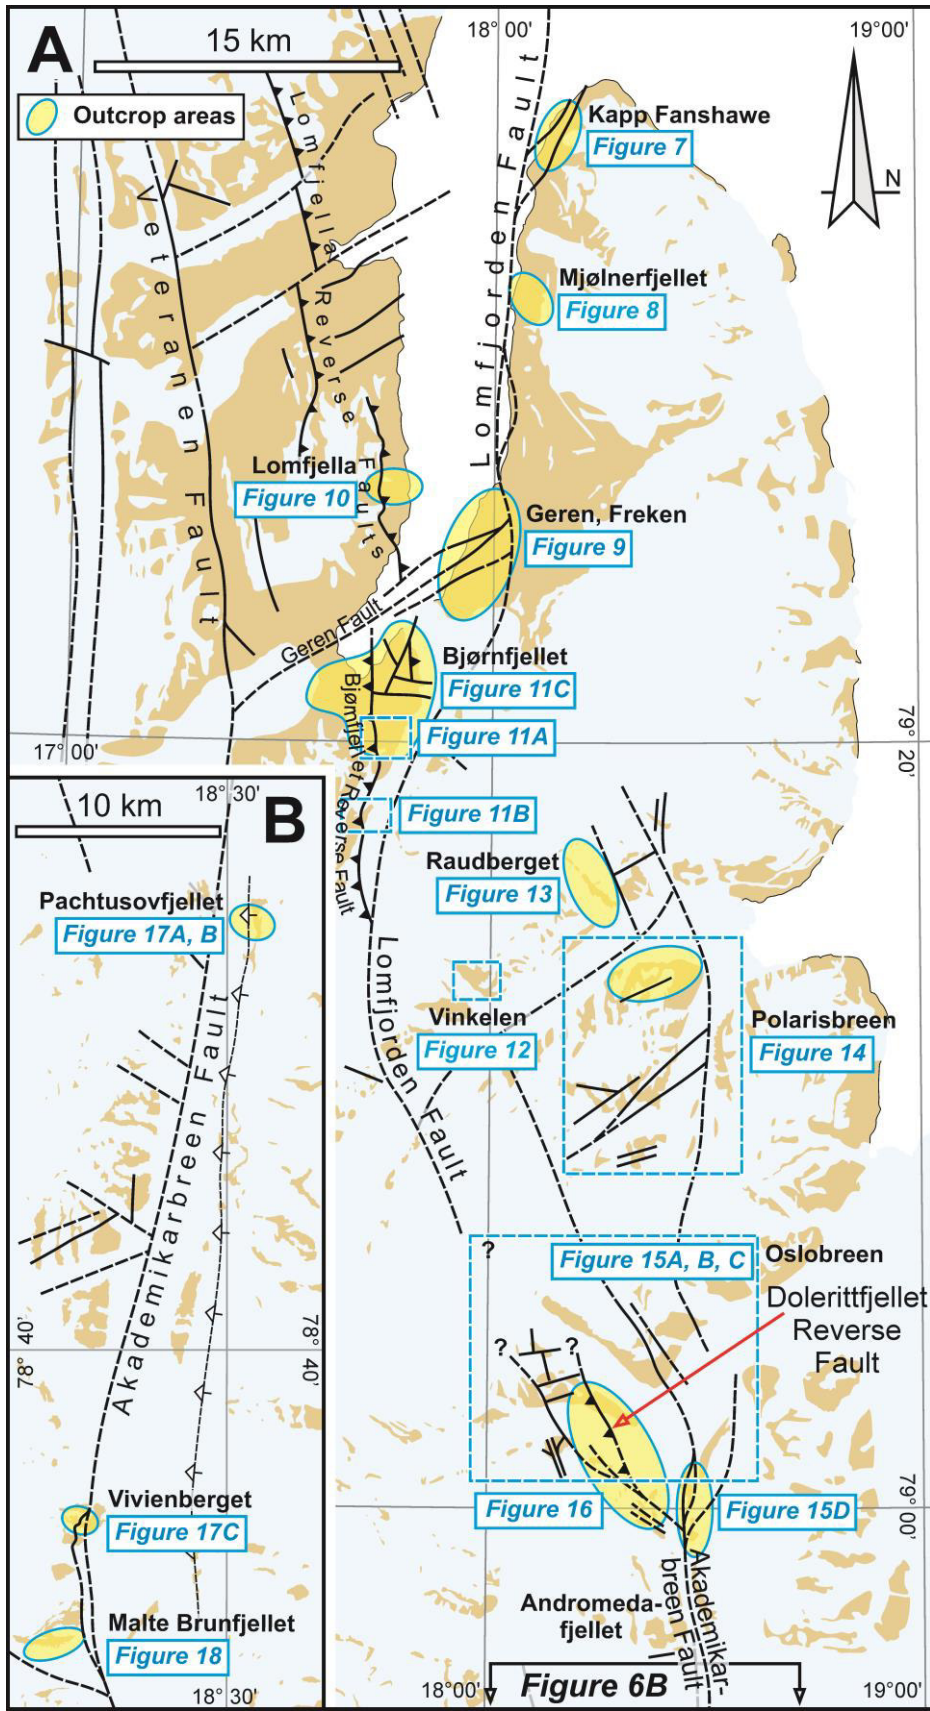 A
15 km
18°00'
19°00'
Outcrop areas
Kapp Fanshawe
Figure 7
N
Lomfjella Reverse Faults
Veteranen Fault
Lomfjorden Fault
Mjølnerfjellet
Figure 8
Lomfjella
Figure 10
Geren, Freken
Figure 9
Geren Fault
Bjørnfjellet
Figure 11C
Bjørnfjellet Reverse Fault
Figure 11A
79°
20'
17°00'
Figure 11B
Raudberget
Figure 13
Lomfjorden Fault
Vinkelen
Figure 12
Polarisbreen
Figure 14
?
Figure 15A, B, C
Oslobreen
Dolerittfjellet
Reverse
Fault
?
?
Figure 16
Figure 15D
79°
00'
Andromeda-
fjellet
Akademikar-
breen Fault
18°00'
Figure 6B
19°00'
B
10 km
18°30'
Pachtusovfjellet
Figure 17A, B
Akademikarbreen Fault
78° 40'
78° 40'
Vivienberget
Figure 17C
Malte Brunfjellet
Figure 18
18°30'